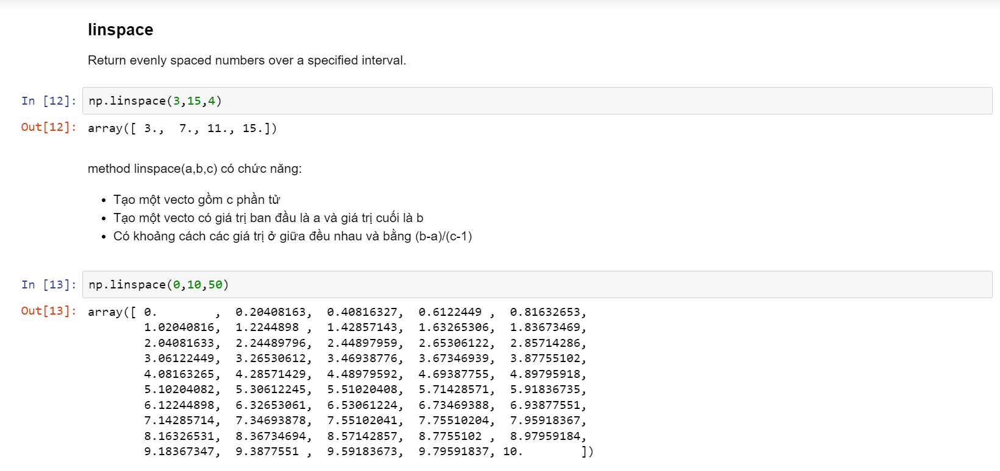 linspace
Return evenly spaced numbers over a specified interval.
In [12]: np.linspace(3,15,4)
Out[12]: array([ 3.,  7., 11., 15.])
method linspace(a,b,c) có chức năng:
• Tạo một vecto gồm c phần tử
• Tạo một vecto có giá trị ban đầu là a và giá trị cuối là b
• Có khoảng cách các giá trị ở giữa đều nhau và bằng (b-a)/(c-1)
In [13]: np.linspace(0,10,50)
Out[13]: array([ 0.        ,  0.20408163,  0.40816327,  0.6122449 ,  0.81632653,
1.02040816,  1.2244898 ,  1.42857143,  1.63265306,  1.83673469,
2.04081633,  2.24489796,  2.44897959,  2.65306122,  2.85714286,
3.06122449,  3.26530612,  3.46938776,  3.67346939,  3.87755102,
4.08163265,  4.28571429,  4.48979592,  4.69387755,  4.89795918,
5.10204082,  5.30612245,  5.51020408,  5.71428571,  5.91836735,
6.12244898,  6.32653061,  6.53061224,  6.73469388,  6.93877551,
7.14285714,  7.34693878,  7.55102041,  7.75510204,  7.95918367,
8.16326531,  8.36734694,  8.57142857,  8.7755102 ,  8.97959184,
9.18367347,  9.3877551 ,  9.59183673,  9.79591837, 10.        ])